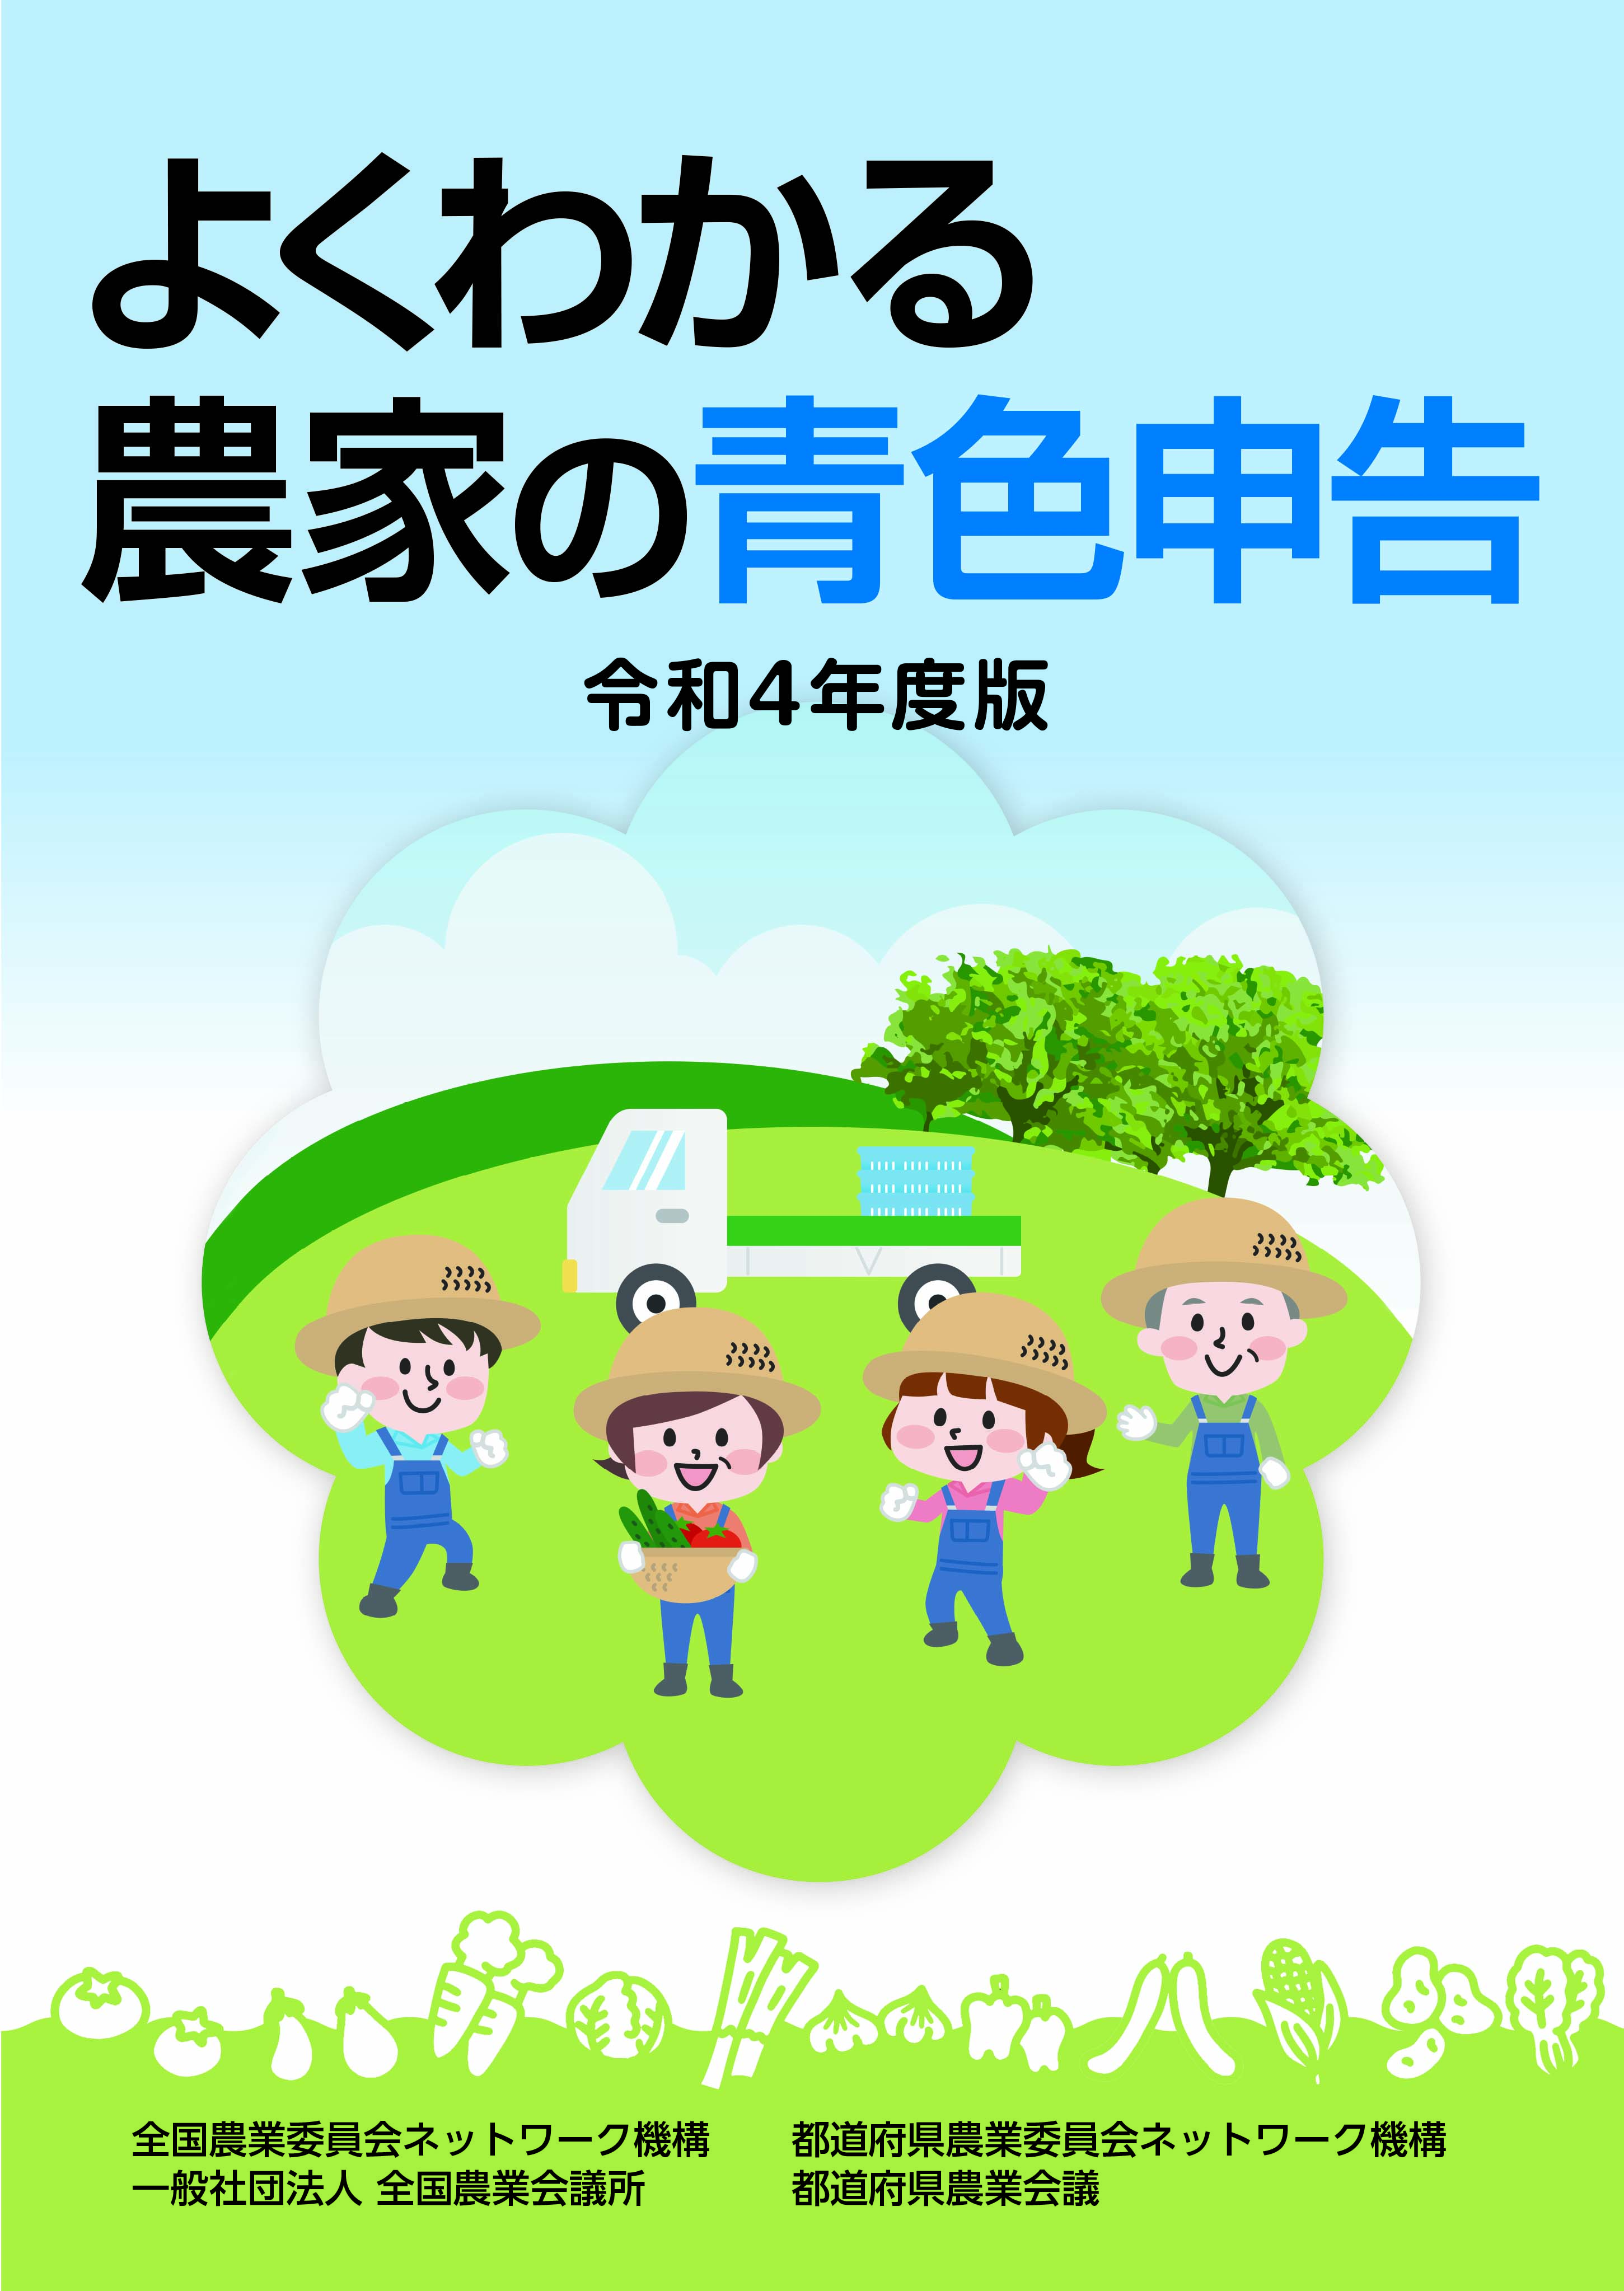 よくわかる
農家の青色申告
令和4年度版
全国農業委員会ネットワーク機構
一般社団法人 全国農業会議所
都道府県農業委員会ネットワーク機構
都道府県農業会議